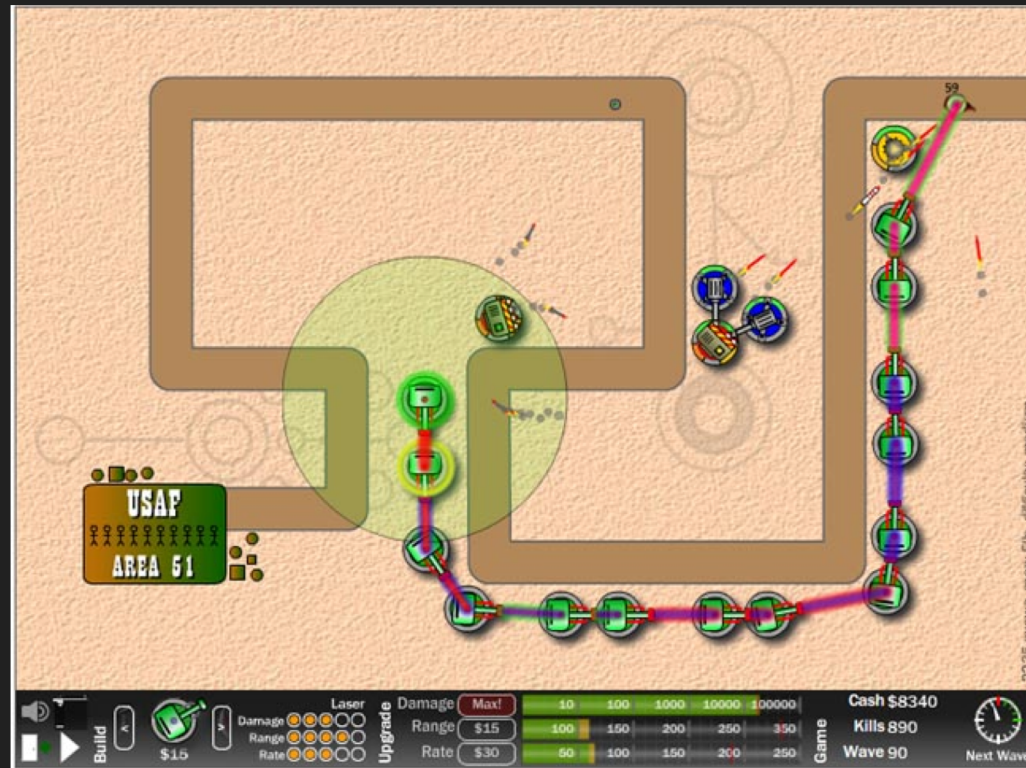 59
USAF
AREA 51
Build
$15
Laser
Damage
Range
Rate
Upgrade
Damage Max!
Range $15
Rate $30
10 100 1000 10000 100000
100 150 200 250 350
50 100 150 200 250
Game
Cash $8340
Kills 890
Wave 90
Next Wave